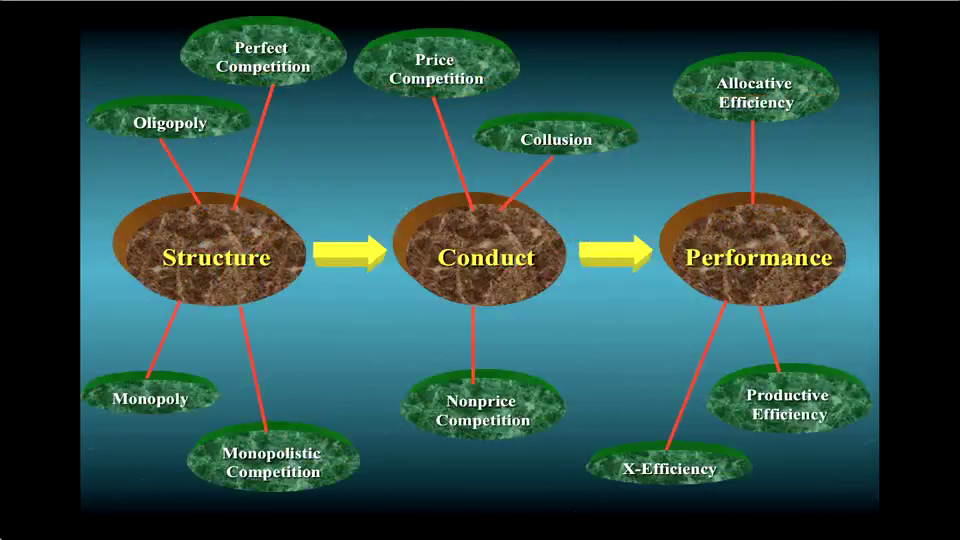 Perfect
Competition
Oligopoly
Structure
Monopoly
Monopolistic
Competition
Price
Competition
Collusion
Conduct
Nonprice
Competition
Allocative
Efficiency
Performance
Productive
Efficiency
X-Efficiency